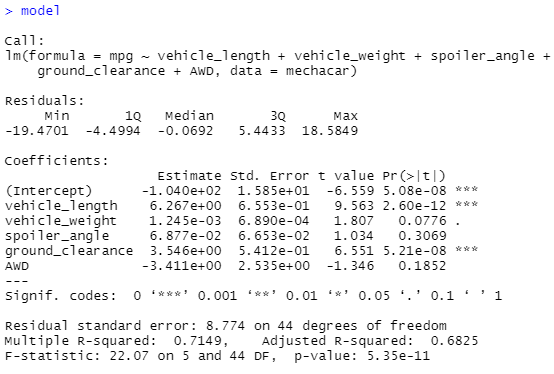 > model
Call:
lm(formula = mpg ~ vehicle_length + vehicle_weight + spoiler_angle +
    ground_clearance + AWD, data = mechacar)
Residuals:
     Min       1Q   Median       3Q      Max
-19.4701  -4.4994  -0.0692   5.4433  18.5849
Coefficients:
                   Estimate Std. Error t value Pr(>|t|)
(Intercept)      -1.040e+02  1.585e+01  -6.559 5.08e-08 ***
vehicle_length    6.267e+00  6.553e-01   9.563 2.60e-12 ***
vehicle_weight    1.245e-03  6.890e-04   1.807   0.0776 .
spoiler_angle     6.877e-02  6.653e-02   1.034   0.3069
ground_clearance  3.546e+00  5.412e-01   6.551 5.21e-08 ***
AWD              -3.411e+00  2.535e+00  -1.346   0.1852
---
Signif. codes:  0 ‘***’ 0.001 ‘**’ 0.01 ‘*’ 0.05 ‘.’ 0.1 ‘ ’ 1
Residual standard error: 8.774 on 44 degrees of freedom
Multiple R-squared:  0.7149,    Adjusted R-squared:  0.6825
F-statistic: 22.07 on 5 and 44 DF,  p-value: 5.35e-11